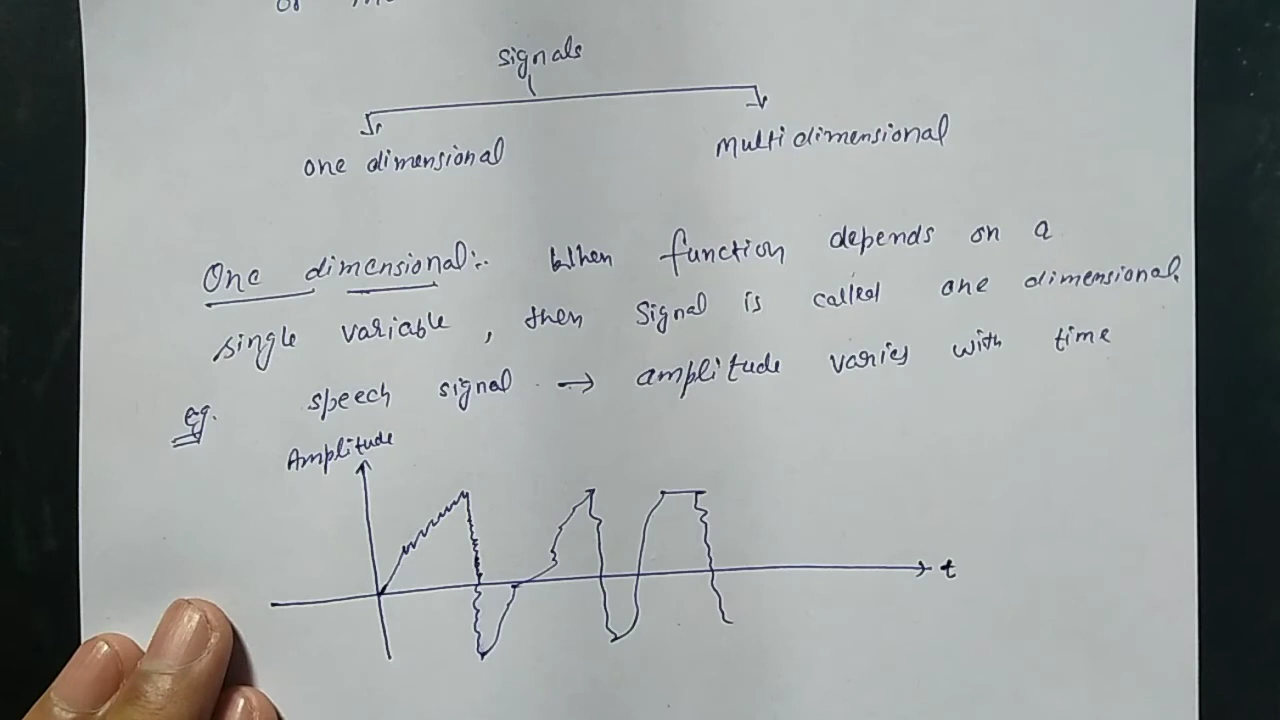 signals
one dimensional
Multi dimensional
One dimensional:- When function depends on a
single variable, then signal is called one dimensional.
eg. speech signal → amplitude varies with time
Amplitude
t